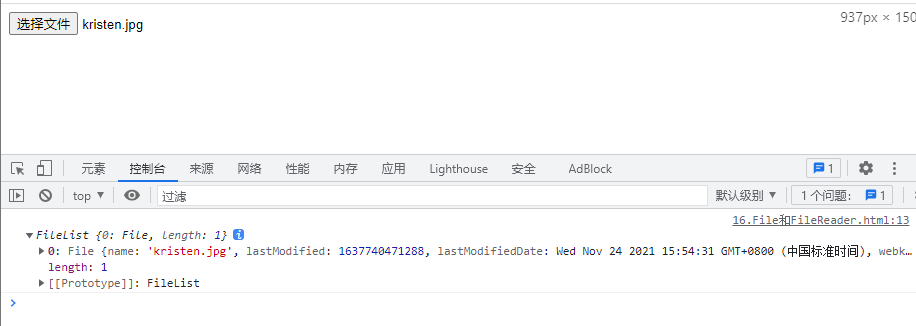 选择文件 kristen.jpg
937px × 150
元素 控制台 来源 网络 性能 内存 应用 Lighthouse 安全 AdBlock 1
top 过滤 默认级别 1 个问题: 1
16.File和FileReader.html:13
FileList {0: File, length: 1}
0: File {name: 'kristen.jpg', lastModified: 1637740471288, lastModifiedDate: Wed Nov 24 2021 15:54:31 GMT+0800 (中国标准时间), webk…
length: 1
[[Prototype]]: FileList